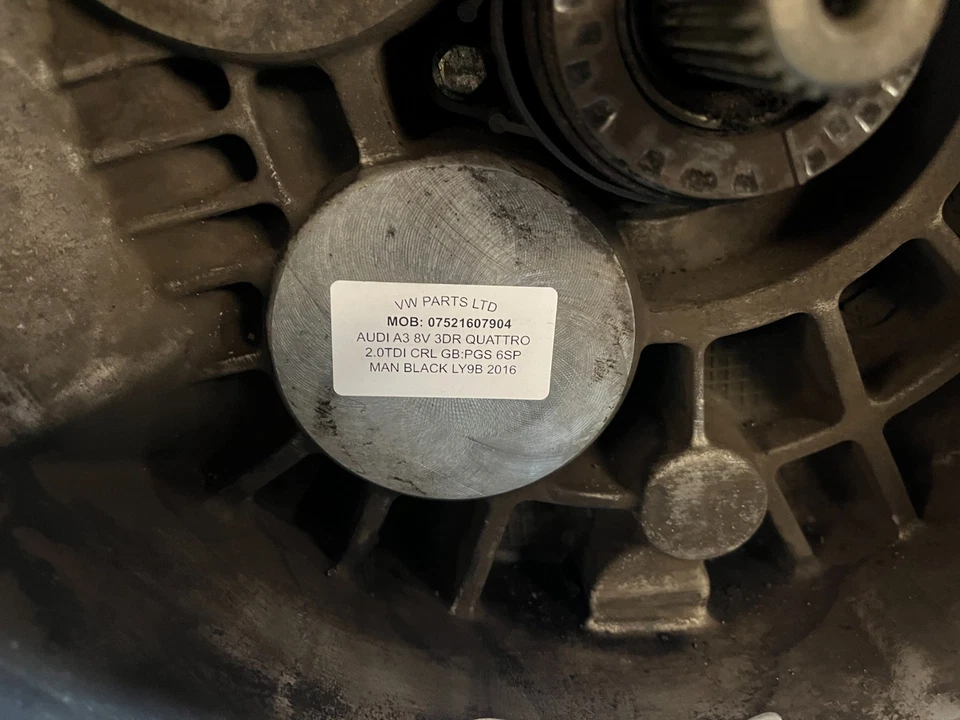 VW PARTS LTD
MOB: 07521607904
AUDI A3 8V 3DR QUATTRO
2.0TDI CRL GB:PGS 6SP
MAN BLACK LY9B 2016